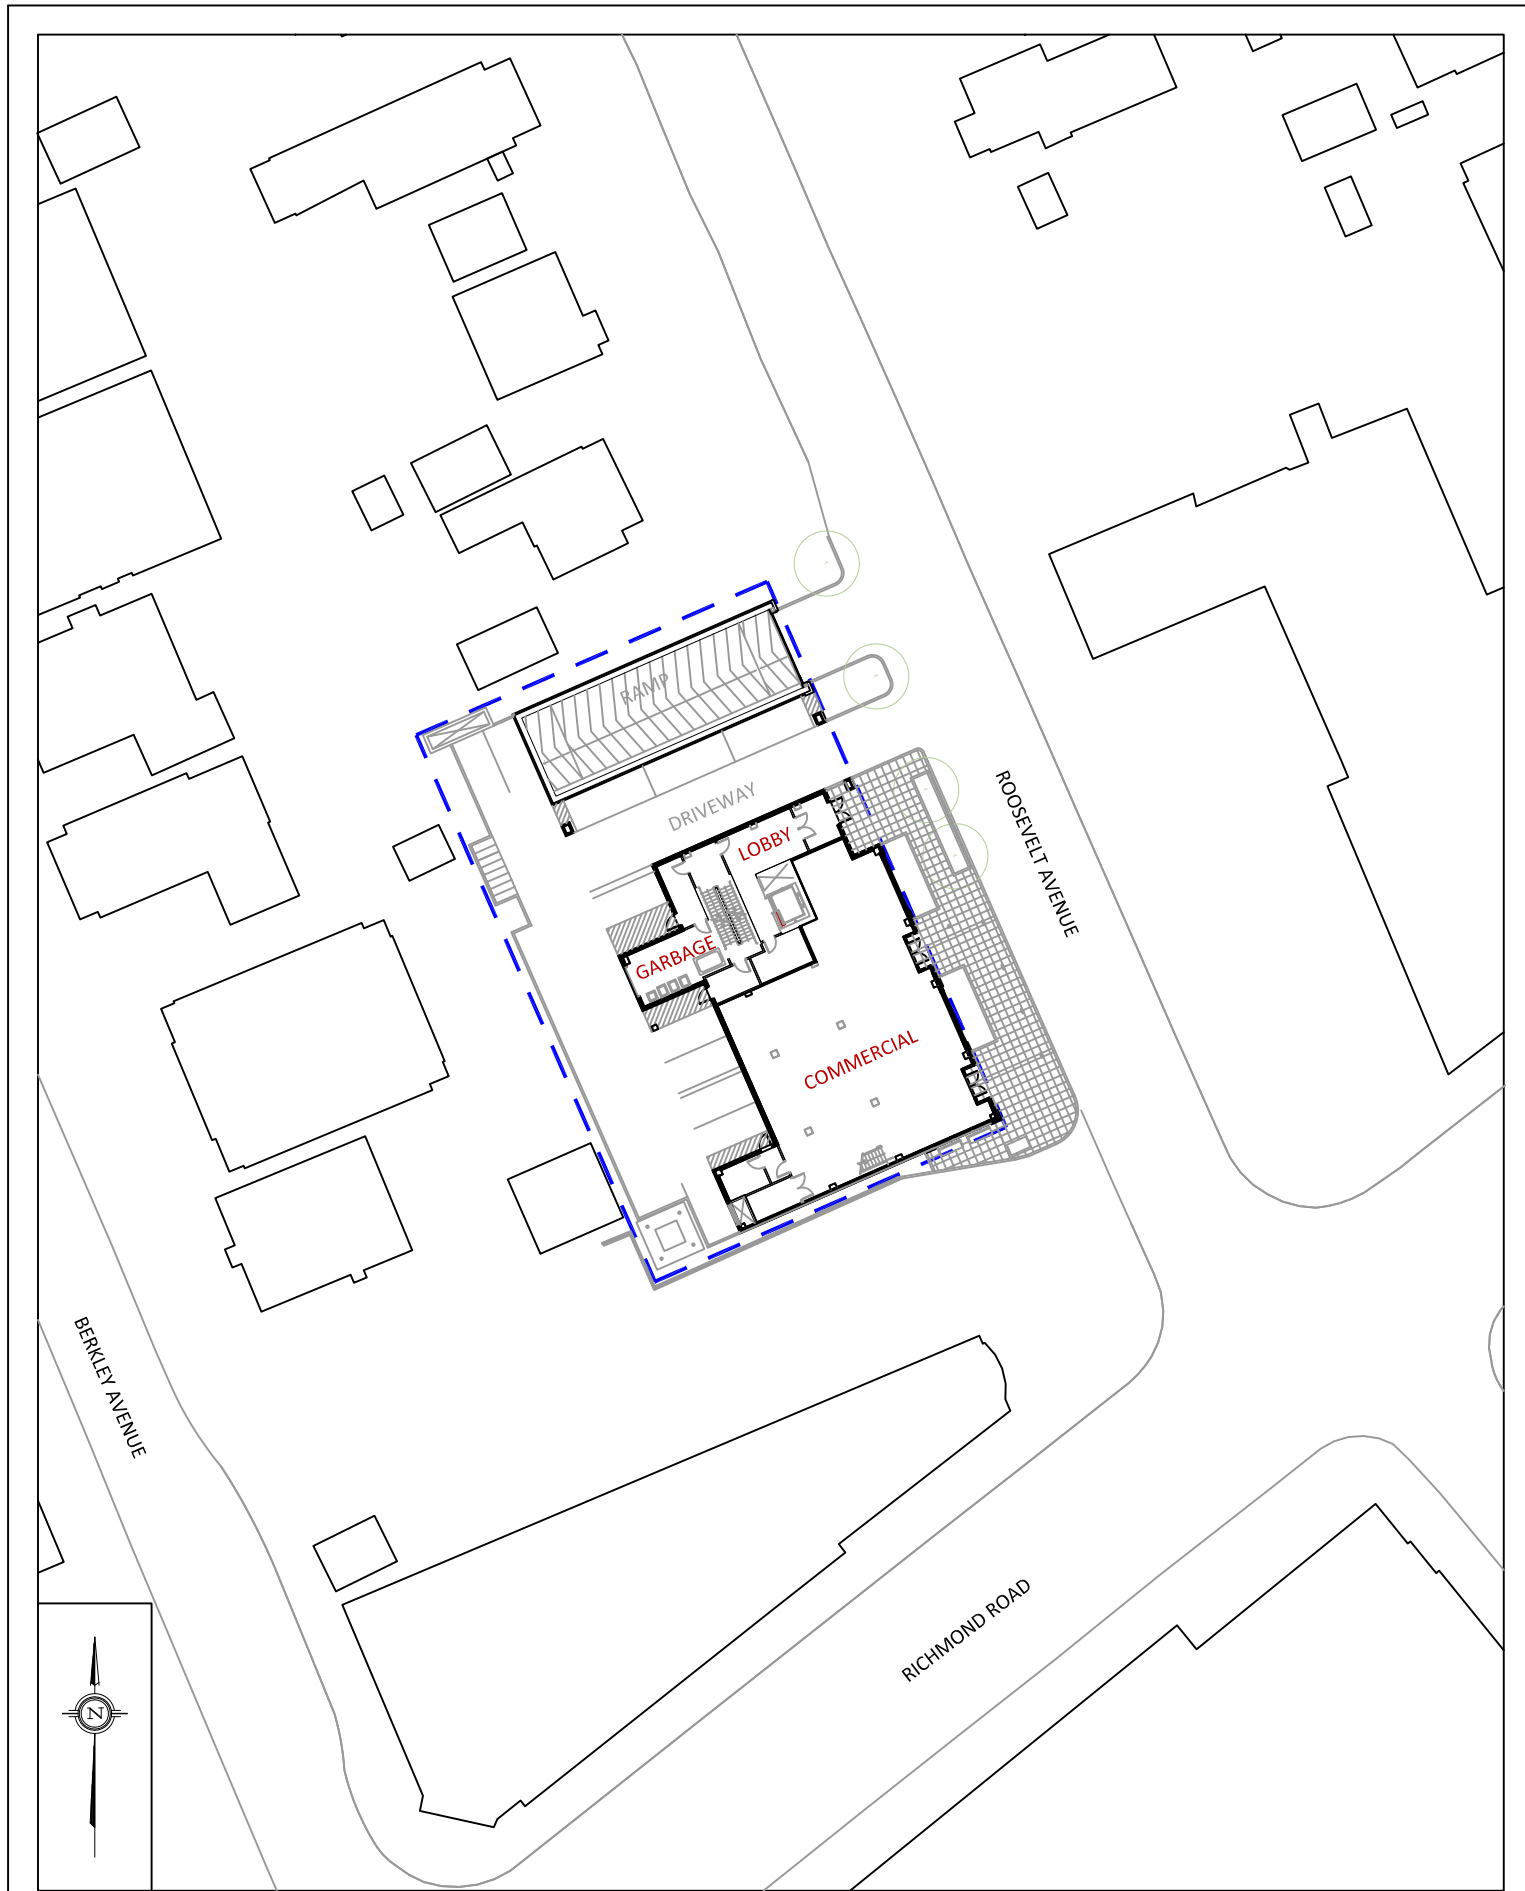 RAMP
DRIVEWAY
LOBBY
GARBAGE
COMMERCIAL
ROOSEVELT AVENUE
BERKLEY AVENUE
RICHMOND ROAD
N